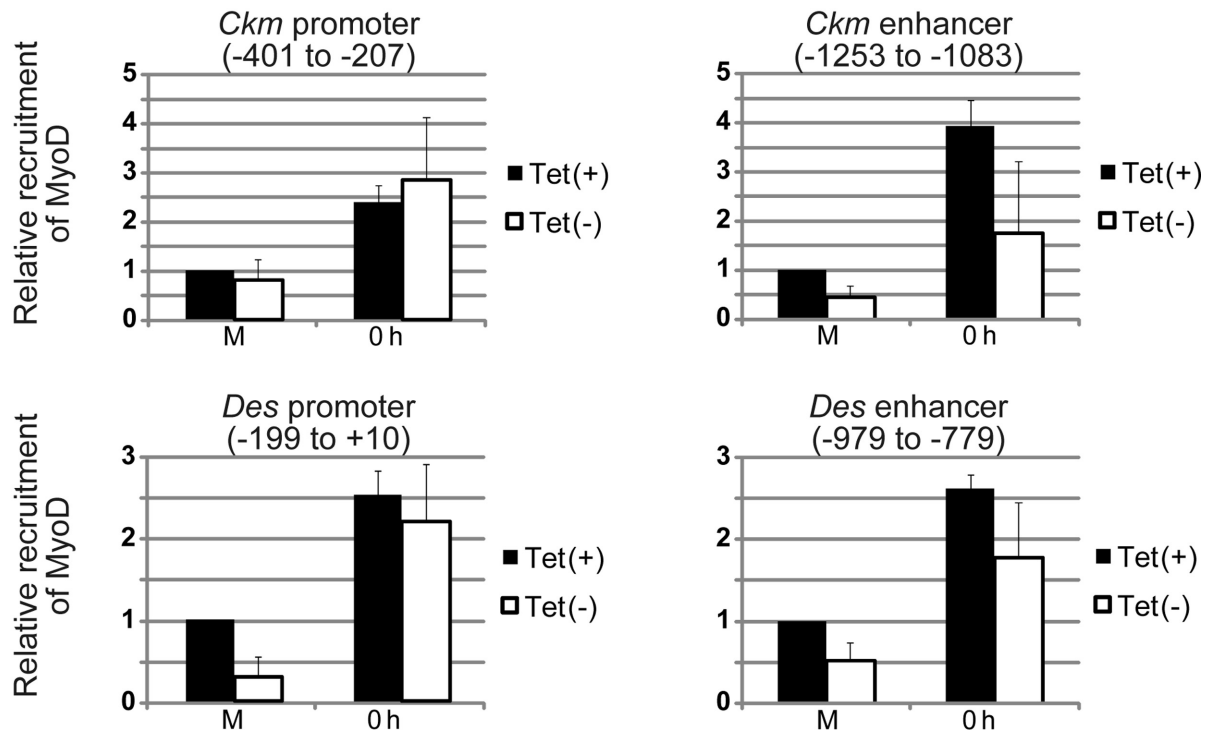 Ckm promoter
(-401 to -207)
Relative recruitment
of MyoD
5
4
3
2
1
0
M
0 h
Tet(+)
Tet(-)
Ckm enhancer
(-1253 to -1083)
5
4
3
2
1
0
M
0 h
Tet(+)
Tet(-)
Des promoter
(-199 to +10)
Relative recruitment
of MyoD
3
2
1
0
M
0 h
Tet(+)
Tet(-)
Des enhancer
(-979 to -779)
3
2
1
0
M
0 h
Tet(+)
Tet(-)